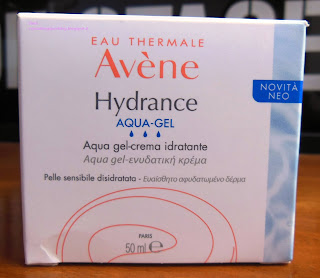 EAU THERMALE
Avène
NOVITÀ
ΝΕΟ
Hydrance
AQUA-GEL
Aqua gel-crema idratante
Aqua gel-ενυδατική κρέμα
Pelle sensibile disidratata - Ευαίσθητο αφυδατωμένο δέρμα
PARIS
50 ml ℮